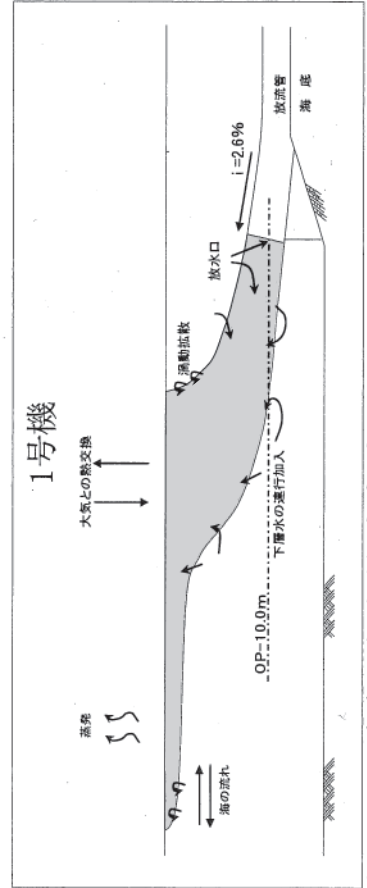 1号機
蒸発
大気との熱交換
渦動拡散
放水口
i=2.6%
放流管
海底
海の流れ
OP-10.0m
下層水の連行加入